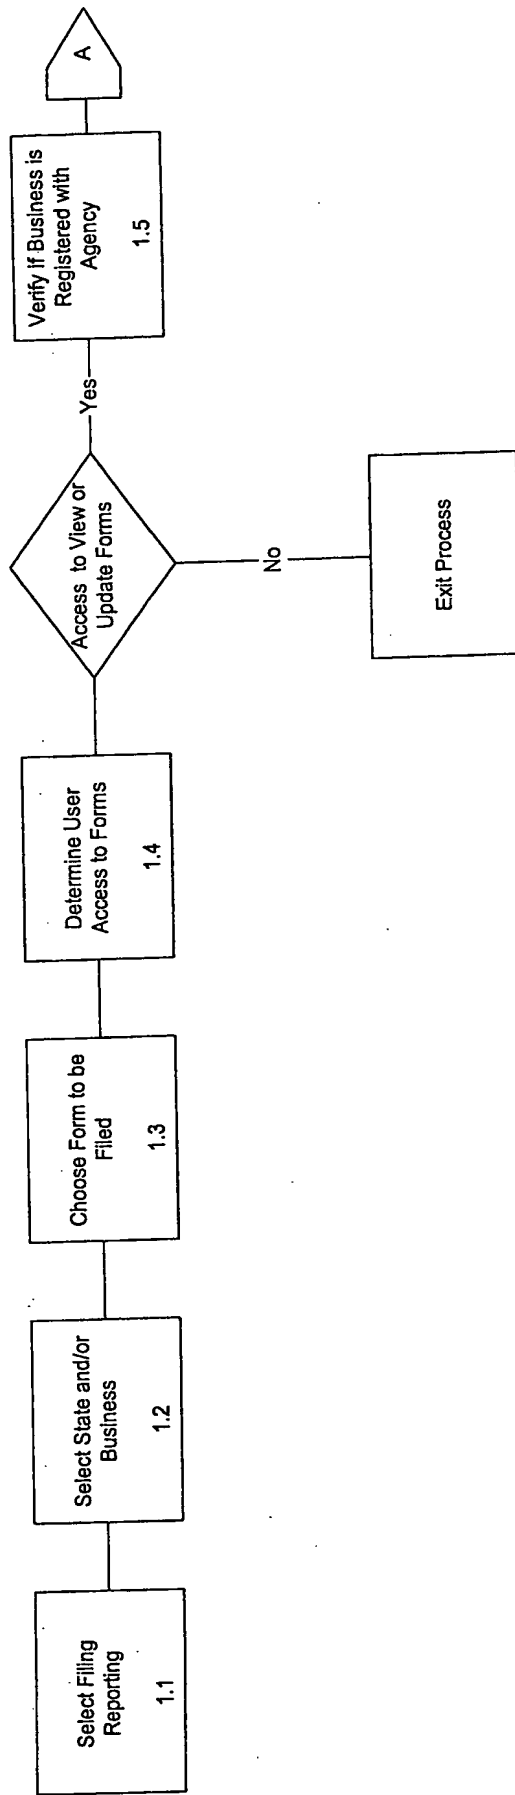 Select Filing
Reporting
1.1
Select State and/or
Business
1.2
Choose Form to be
Filed
1.3
Determine User
Access to Forms
1.4
Access to View or
Update Forms
Yes
No
Exit Process
Verify if Business is
Registered with
Agency
1.5
A